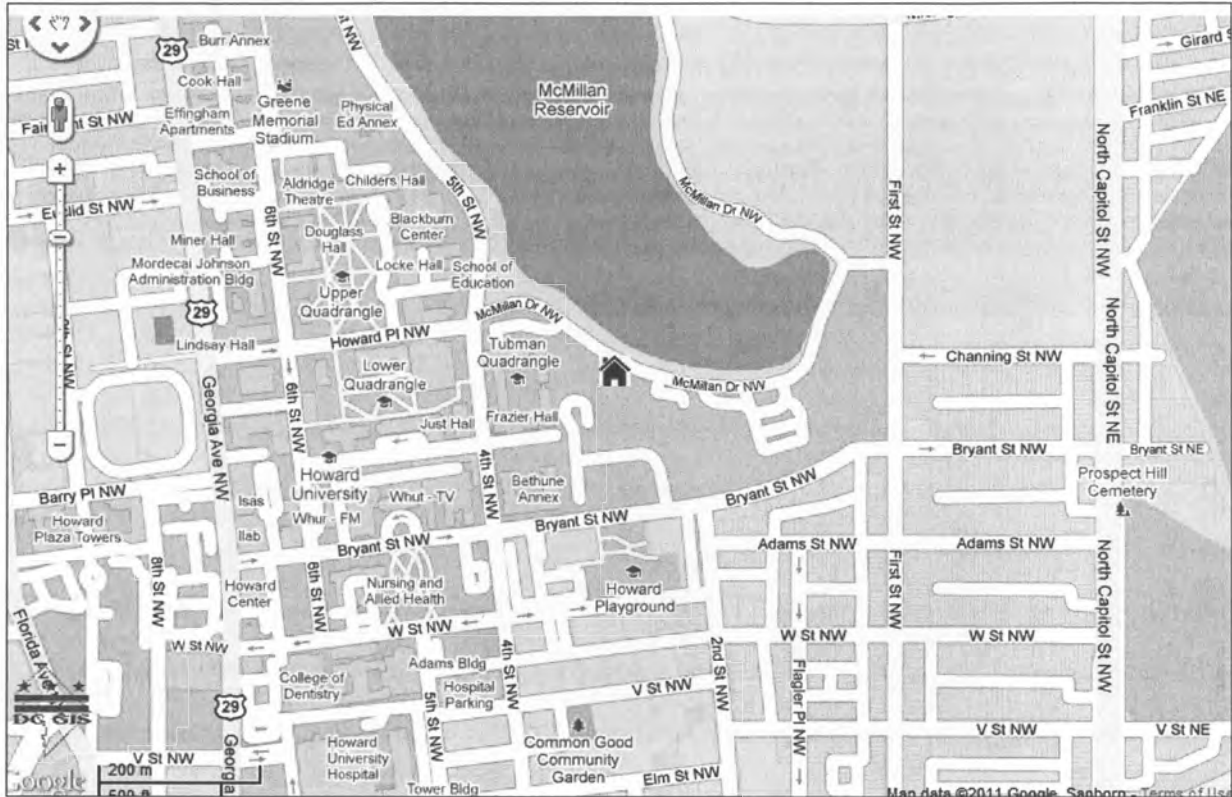 Burr Annex
29
Cook Hall
Greene
Memorial
Stadium
Effingham
Apartments
Physical
Ed Annex
McMillan
Reservoir
Girard
Franklin St NE
School of
Business
Aldridge
Theatre
Childers Hall
5th St NW
McMillan Dr NW
First St NW
North Capitol St NW
Euclid St NW
6th St NW
Douglass
Hall
Blackburn
Center
Miner Hall
Locke Hall
School of
Education
Mordecai Johnson
Administration Bldg
Upper
Quadrangle
29
McMillan Dr NW
North Capitol St NE
Lindsay Hall
Howard Pl NW
Tubman
Quadrangle
Channing St NW
Georgia Ave NW
6th St NW
Lower
Quadrangle
McMillan Dr NW
Just Hall
Frazier Hall
Bryant St NW
Bryant St NE
Howard
University
4th St NW
Bryant St NW
Prospect Hill
Cemetery
Barry Pl NW
Isas
Whut - TV
Bethune
Annex
Howard
Plaza Towers
Whur - FM
Bryant St NW
Ilab
Bryant St NW
Adams St NW
Adams St NW
8th St NW
6th St NW
First St NW
North Capitol St NW
Howard
Center
Nursing and
Allied Health
Howard
Playground
Florida Ave
W St NW
W St NW
W St NW
W St NW
4th St NW
2nd St NW
Flagler Pl NW
Adams Bldg
College of
Dentistry
Hospital
Parking
V St NW
DC GIS
29
5th St NW
V St NW
V St NE
Common Good
Community
Garden
Howard
University
Hospital
V St NW
Georgia
Google
200 m
500 ft
Tower Bldg
Elm St NW
Map data ©2011 Google, Sanborn - Terms of Us